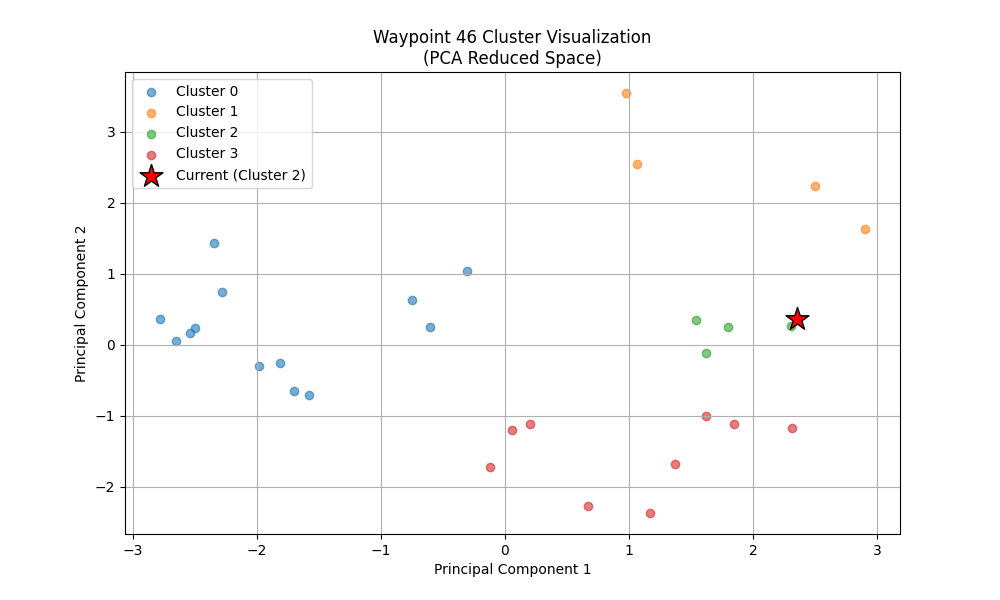 Waypoint 46 Cluster Visualization
(PCA Reduced Space)
Cluster 0
Cluster 1
Cluster 2
Cluster 3
Current (Cluster 2)
Principal Component 2
3
2
1
0
−1
−2
−3
−2
−1
0
1
2
3
Principal Component 1